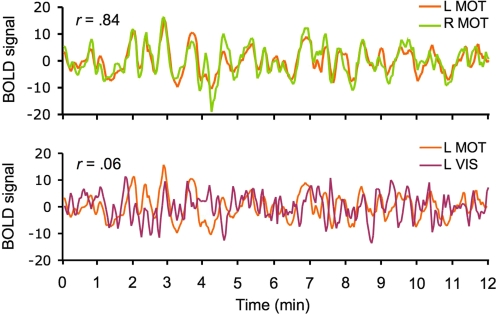 r = .84
L MOT
R MOT
BOLD signal
20
10
0
-10
-20
r = .06
L MOT
L VIS
BOLD signal
20
10
0
-10
-20
0 1 2 3 4 5 6 7 8 9 10 11 12
Time (min)